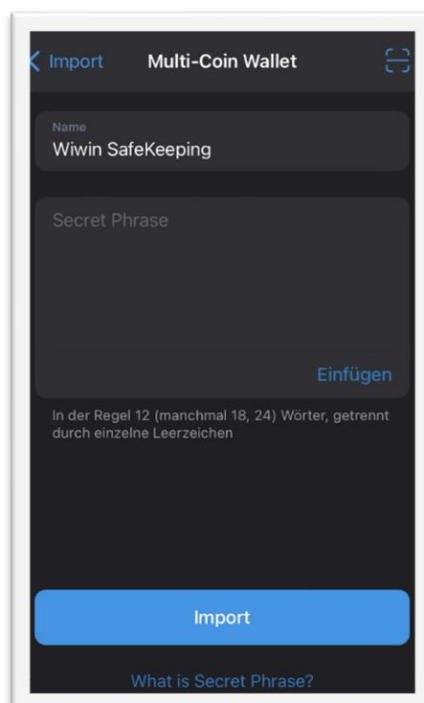 Import
Multi-Coin Wallet
Name
Wiwin SafeKeeping
Secret Phrase
Einfügen
In der Regel 12 (manchmal 18, 24) Wörter, getrennt
durch einzelne Leerzeichen
Import
What is Secret Phrase?